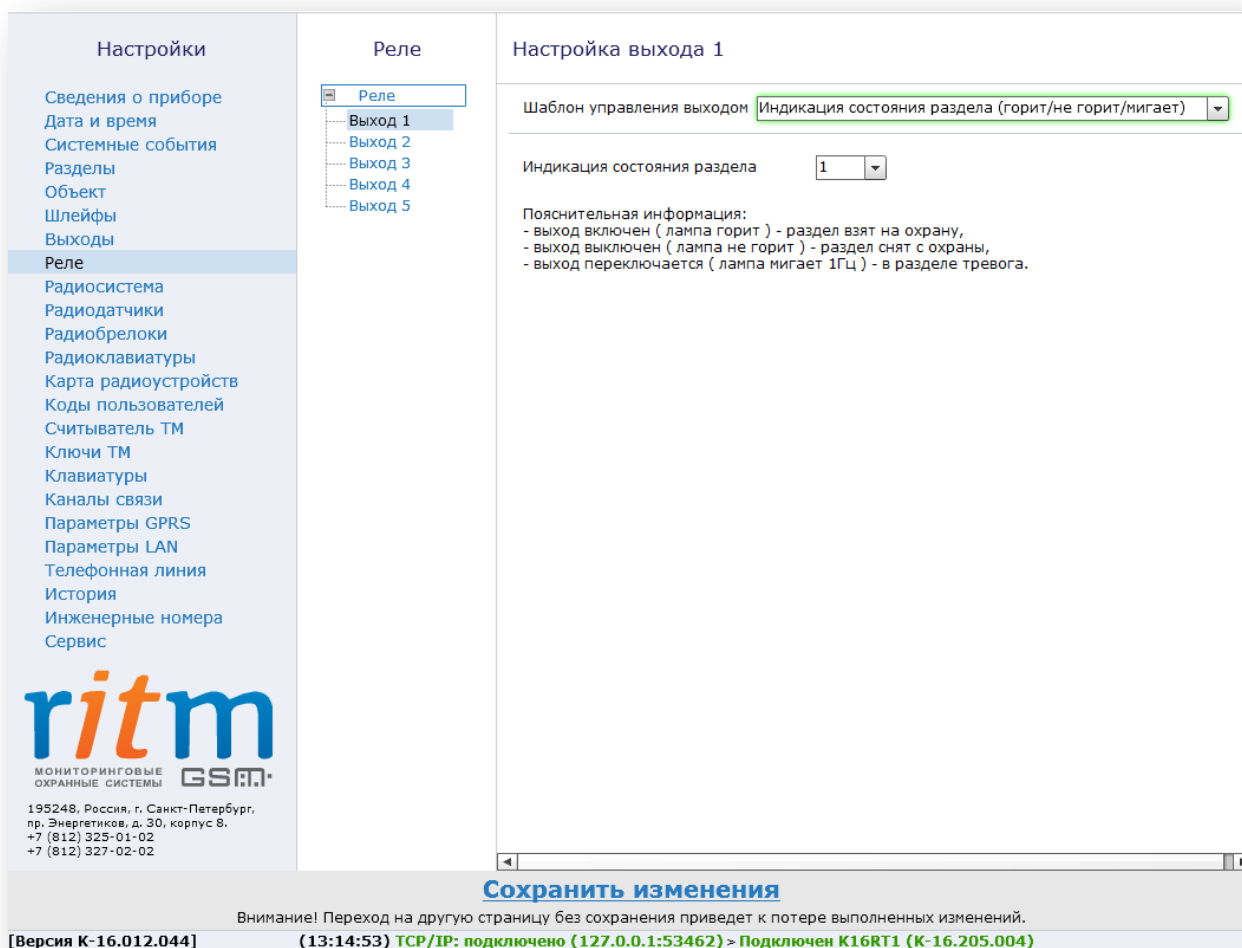 Настройки
Сведения о приборе
Дата и время
Системные события
Разделы
Объект
Шлейфы
Выходы
Реле
Радиосистема
Радиодатчики
Радиобрелоки
Радиоклавиатуры
Карта радиоустройств
Коды пользователей
Считыватель ТМ
Ключи ТМ
Клавиатуры
Каналы связи
Параметры GPRS
Параметры LAN
Телефонная линия
История
Инженерные номера
Сервис
ritm
МОНИТОРИНГОВЫЕ
ОХРАННЫЕ СИСТЕМЫ
GSM
195248, Россия, г. Санкт-Петербург,
пр. Энергетиков, д. 30, корпус 8.
+7 (812) 325-01-02
+7 (812) 327-02-02
Реле
Реле
Выход 1
Выход 2
Выход 3
Выход 4
Выход 5
Настройка выхода 1
Шаблон управления выходом Индикация состояния раздела (горит/не горит/мигает)
Индикация состояния раздела 1
Пояснительная информация:
- выход включен ( лампа горит ) - раздел взят на охрану,
- выход выключен ( лампа не горит ) - раздел снят с охраны,
- выход переключается ( лампа мигает 1Гц ) - в разделе тревога.
Сохранить изменения
Внимание! Переход на другую страницу без сохранения приведет к потере выполненных изменений.
[Версия K-16.012.044] (13:14:53) TCP/IP: подключено (127.0.0.1:53462) > Подключен K16RT1 (K-16.205.004)